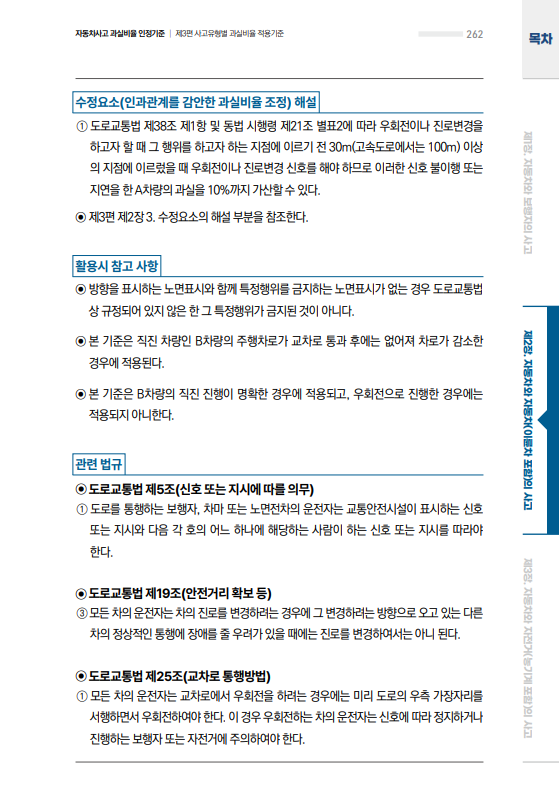 자동차사고 과실비율 인정기준 | 제3편 사고유형별 과실비율 적용기준
262
목차
수정요소(인과관계를 감안한 과실비율 조정) 해설
① 도로교통법 제38조 제1항 및 동법 시행령 제21조 별표2에 따라 우회전이나 진로변경을
하고자 할 때 그 행위를 하고자 하는 지점에 이르기 전 30m(고속도로에서는 100m) 이상
의 지점에 이르렀을 때 우회전이나 진로변경 신호를 해야 하므로 이러한 신호 불이행 또는
지연을 한 A차량의 과실을 10%까지 가산할 수 있다.
◉ 제3편 제2장 3. 수정요소의 해설 부분을 참조한다.
활용시 참고 사항
◉ 방향을 표시하는 노면표시와 함께 특정행위를 금지하는 노면표시가 없는 경우 도로교통법
상 규정되어 있지 않은 한 그 특정행위가 금지된 것이 아니다.
◉ 본 기준은 직진 차량인 B차량의 주행차로가 교차로 통과 후에는 없어져 차로가 감소한
경우에 적용된다.
◉ 본 기준은 B차량의 직진 진행이 명확한 경우에 적용되고, 우회전으로 진행한 경우에는
적용되지 아니한다.
관련 법규
◉ 도로교통법 제5조(신호 또는 지시에 따를 의무)
① 도로를 통행하는 보행자, 차마 또는 노면전차의 운전자는 교통안전시설이 표시하는 신호
또는 지시와 다음 각 호의 어느 하나에 해당하는 사람이 하는 신호 또는 지시를 따라야
한다.
◉ 도로교통법 제19조(안전거리 확보 등)
③ 모든 차의 운전자는 차의 진로를 변경하려는 경우에 그 변경하려는 방향으로 오고 있는 다른
차의 정상적인 통행에 장애를 줄 우려가 있을 때에는 진로를 변경하여서는 아니 된다.
◉ 도로교통법 제25조(교차로 통행방법)
① 모든 차의 운전자는 교차로에서 우회전을 하려는 경우에는 미리 도로의 우측 가장자리를
서행하면서 우회전하여야 한다. 이 경우 우회전하는 차의 운전자는 신호에 따라 정지하거나
진행하는 보행자 또는 자전거에 주의하여야 한다.
제1장. 자동차와 보행자의 사고
제2장. 자동차와 자동차(이륜차 포함)의 사고
제3장. 자동차와 자전거(농기계 포함)의 사고